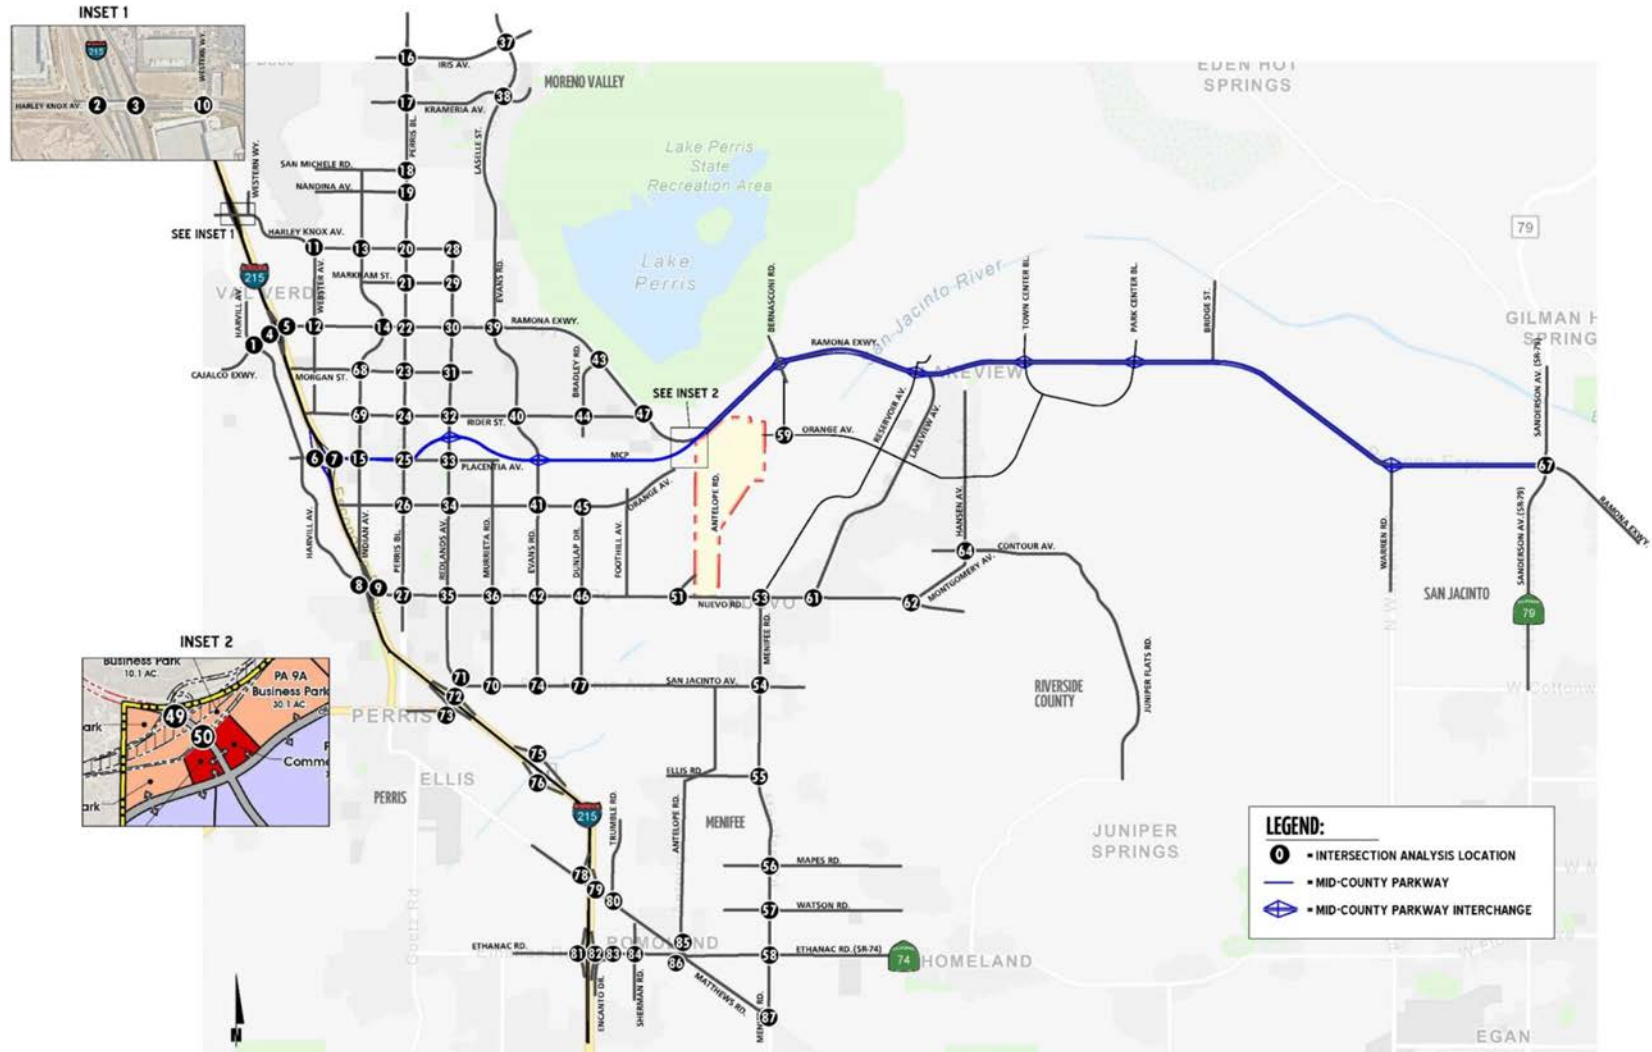 INSET 1
215
WESTERN WY.
HARLEY KNOX AV.
2
3
10
16
IRIS AV.
37
17
KRAMERIA AV.
38
MORENO VALLEY
PERRIS BL.
LASELLE ST.
EDEN HOT
SPRINGS
Lake Perris
State
Recreation Area
SAN MICHELE RD.
18
NANDINA AV.
19
WESTERN WY.
SEE INSET 1
HARLEY KNOX AV.
11
13
20
28
79
215
MARKHAM ST.
21
29
EVANS RD.
Lake
Perris
VAL VERD
HARVILL AV.
WEBSTER AV.
BERNASCONI RD.
San Jacinto River
TOWN CENTER BL.
PARK CENTER BL.
BRIDGE ST.
GILMAN H
SPRING
4
5
12
14
22
30
39
RAMONA EXWY.
1
CAJALCO EXWY.
MORGAN ST.
68
23
31
BRADLEY RD.
43
RAMONA EXWY.
AKEVIEW
SANDERSON AV. (SR-79)
SEE INSET 2
69
24
32
RIDER ST.
40
44
47
59
ORANGE AV.
RESERVOIR AV.
LAKEVIEW AV.
6
7
15
25
33
PLACENTIA AV.
MCP
67
RAMONA EXWY.
ORANGE AV.
ANTELOPE RD.
HANSEN AV.
26
34
41
45
HARVILL AV.
INDIAN AV.
PERRIS BL.
REDLANDS AV.
MURRIETA RD.
EVANS RD.
DUNLAP DR.
FOOTHILL AV.
64
CONTOUR AV.
WARREN RD.
SANDERSON AV. (SR-79)
8
9
27
35
36
42
46
51
NUEVO RD.
53
61
62
MONTGOMERY AV.
SAN JACINTO
79
INSET 2
Business Park
10.1 AC.
PA 9A
Business Park
30.1 AC
49
50
ark
Comme
ark
MENIFEE RD.
JUNIPER FLATS RD.
71
72
73
70
74
77
SAN JACINTO AV.
54
RIVERSIDE
COUNTY
W Cottonw
PERRIS
75
76
ELLIS RD.
55
ELLIS
PERRIS
215
TRUMBLE RD.
ANTELOPE RD.
MENIFEE
JUNIPER
SPRINGS
78
79
80
56
MAPES RD.
57
WATSON RD.
Goetz Rd
ETHANAC RD.
81
82
83
84
ROMOLAND
85
86
58
ETHANAC RD. (SR-74)
74
HOMELAND
ENCANTO DR.
SHERMAN RD.
MATTHEWS RD.
87
N
EGAN
LEGEND:
0 = INTERSECTION ANALYSIS LOCATION
= MID-COUNTY PARKWAY
= MID-COUNTY PARKWAY INTERCHANGE